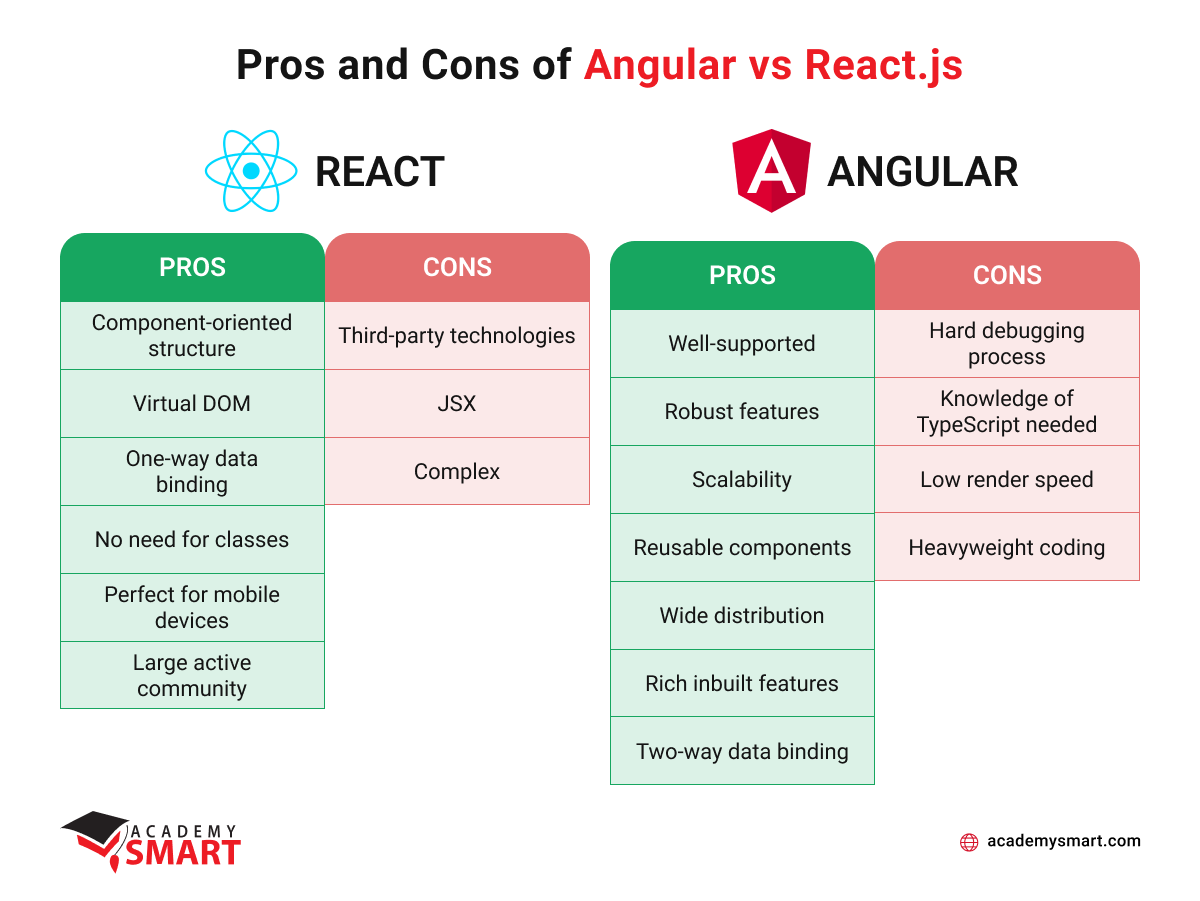 Pros and Cons of Angular vs React.js
REACT
PROS
CONS
Component-oriented
structure
Third-party technologies
Virtual DOM
JSX
One-way data
binding
Complex
No need for classes
Perfect for mobile
devices
Large active
community
ANGULAR
PROS
CONS
Well-supported
Hard debugging
process
Robust features
Knowledge of
TypeScript needed
Scalability
Low render speed
Reusable components
Heavyweight coding
Wide distribution
Rich inbuilt features
Two-way data binding
ACADEMY
SMART
academysmart.com